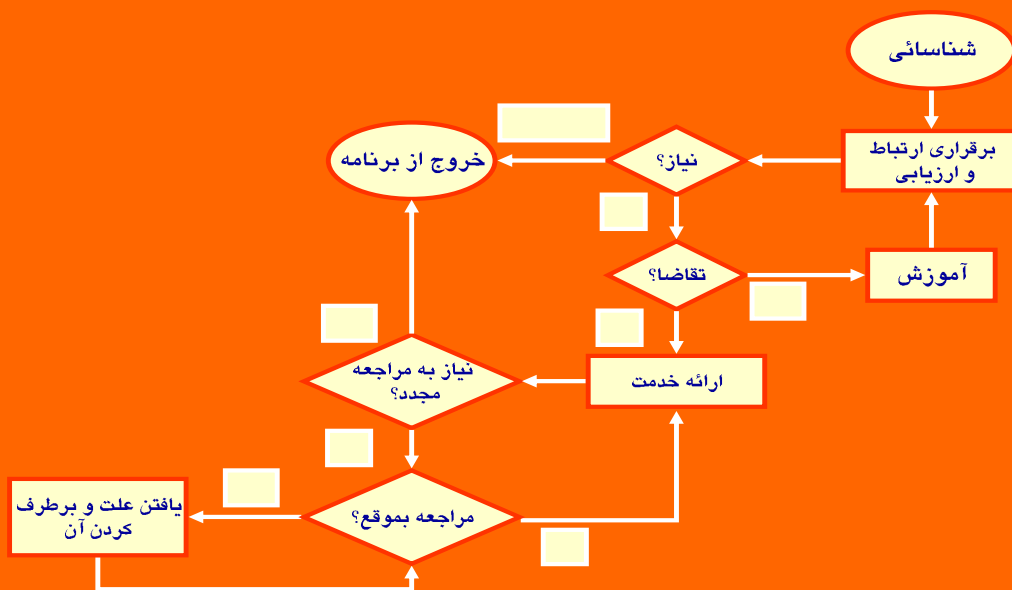 شناسائی
برقراری ارتباط
و ارزیابی
نیاز؟
خروج از برنامه
تقاضا؟
آموزش
ارائه خدمت
نیاز به مراجعه
مجدد؟
مراجعه بموقع؟
یافتن علت و برطرف
کردن آن